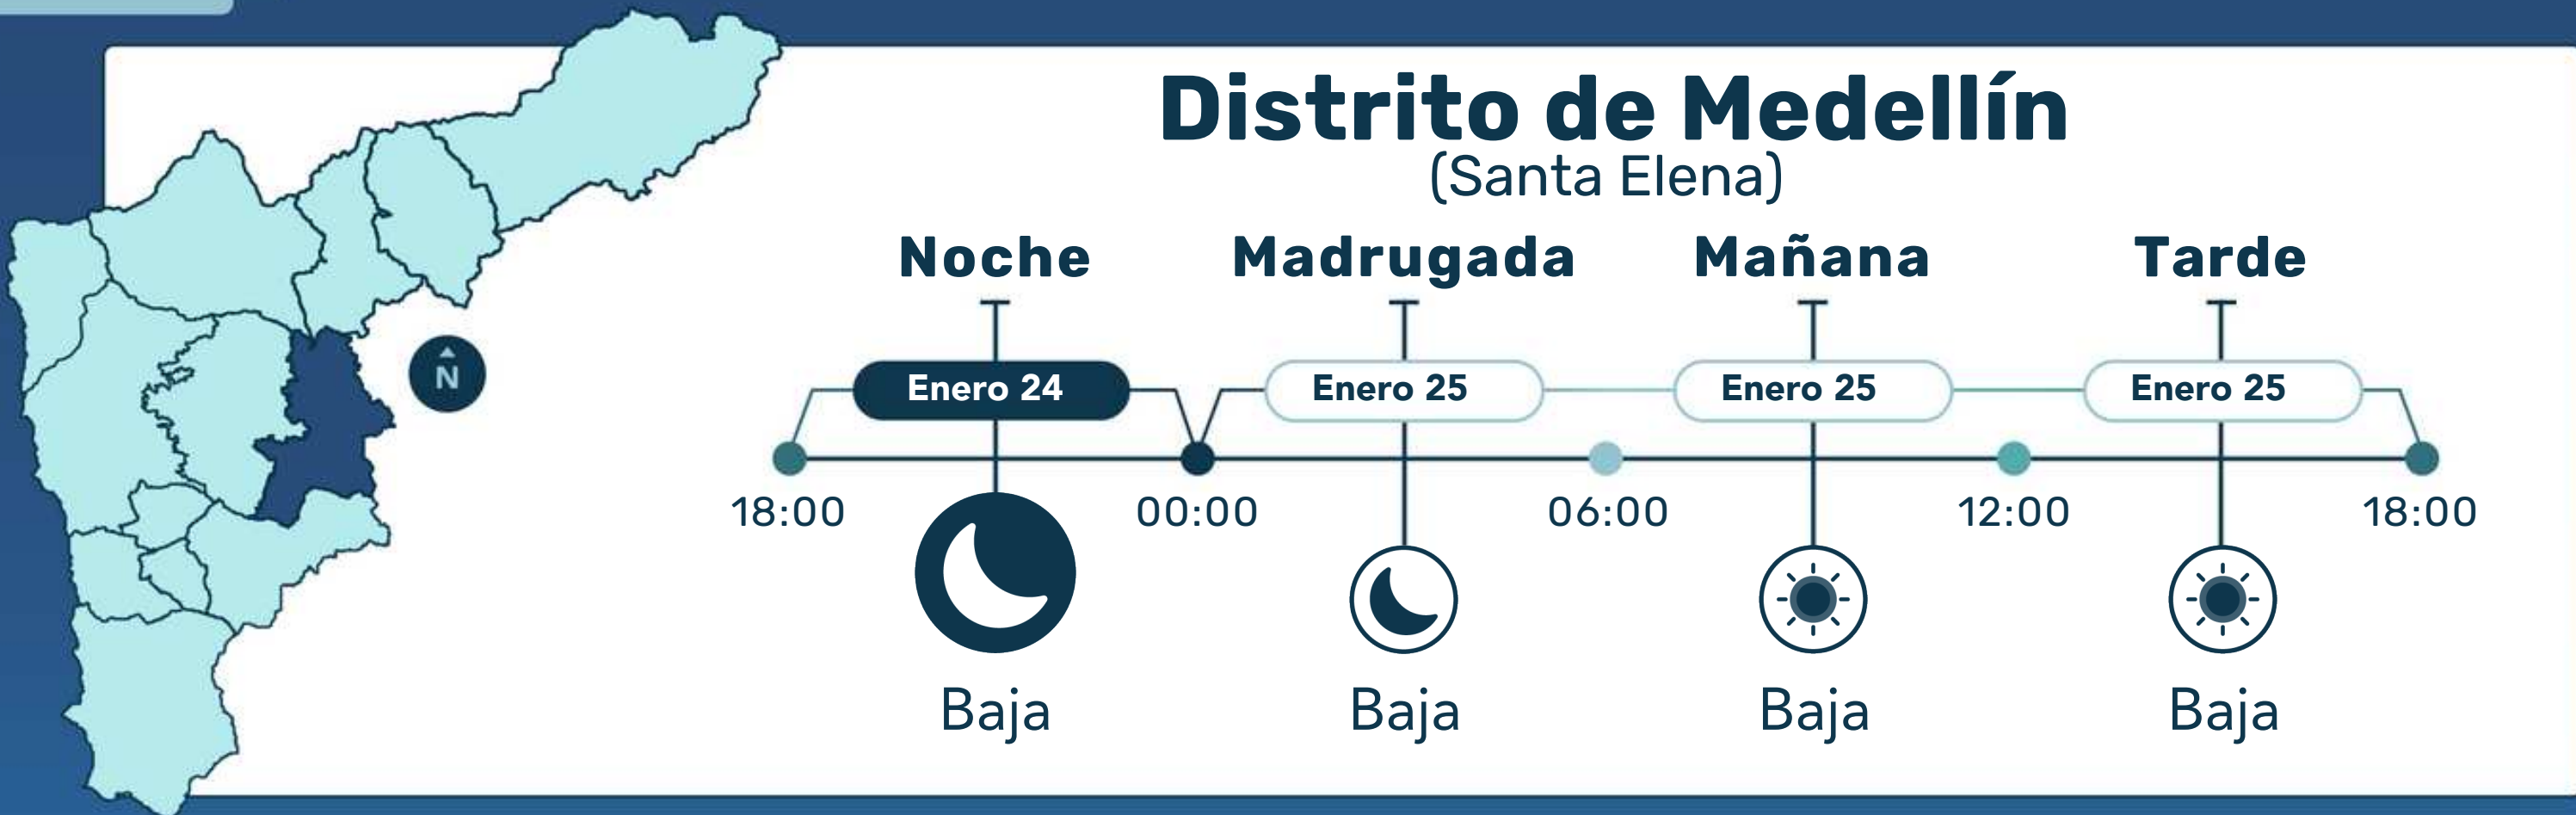 Distrito de Medellín
(Santa Elena)
Noche Madrugada Mañana Tarde
N
Enero 24 Enero 25 Enero 25 Enero 25
18:00 00:00 06:00 12:00 18:00
Baja Baja Baja Baja